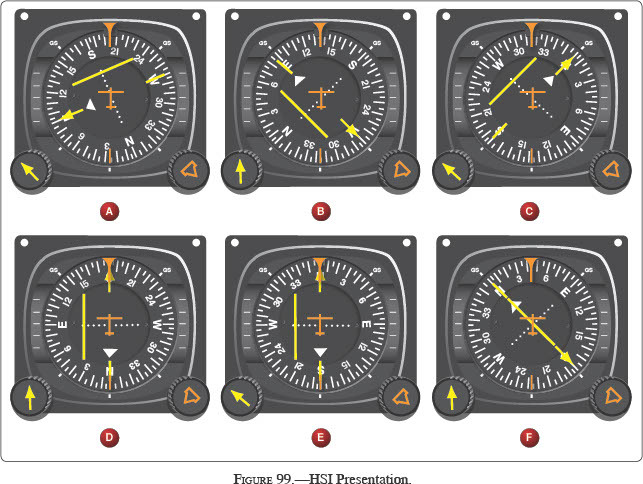 GS GS
S 21 24
15 W
12
6 33
3 N
GS GS
12 15
E S
6 21
3 24
N 33 30
GS GS
30 33
W
24 3
21 6
15 E
A
B
C
GS GS
15 21
12 24
E W
6 30
3 N 33
GS GS
33 3
30 6
W E
24 12
21 S 15
GS GS
3 6
E
33 12
30 15
W 24 21
D
E
F
FIGURE 99.—HSI Presentation.